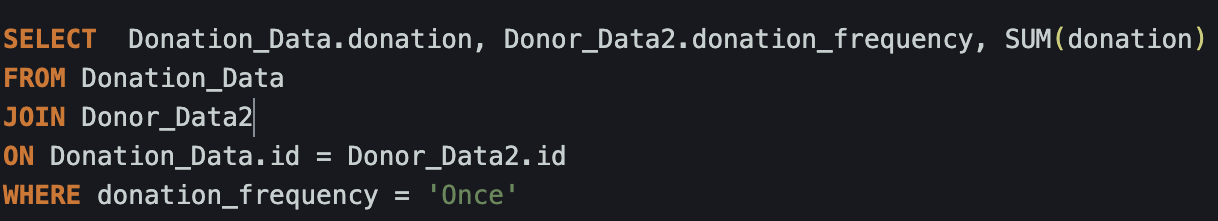 SELECT  Donation_Data.donation, Donor_Data2.donation_frequency, SUM(donation)
FROM Donation_Data
JOIN Donor_Data2
ON Donation_Data.id = Donor_Data2.id
WHERE donation_frequency = 'Once'